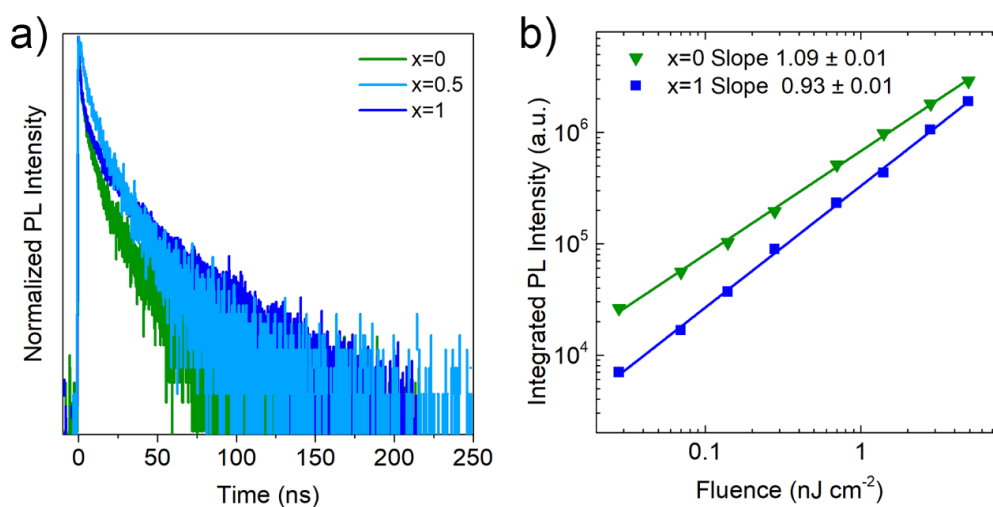 a)
x=0
x=0.5
x=1
Normalized PL Intensity
0
50
100
150
200
250
Time (ns)
b)
x=0 Slope 1.09 ± 0.01
x=1 Slope 0.93 ± 0.01
Integrated PL Intensity (a.u.)
10⁶
10⁵
10⁴
0.1
1
Fluence (nJ cm⁻²)